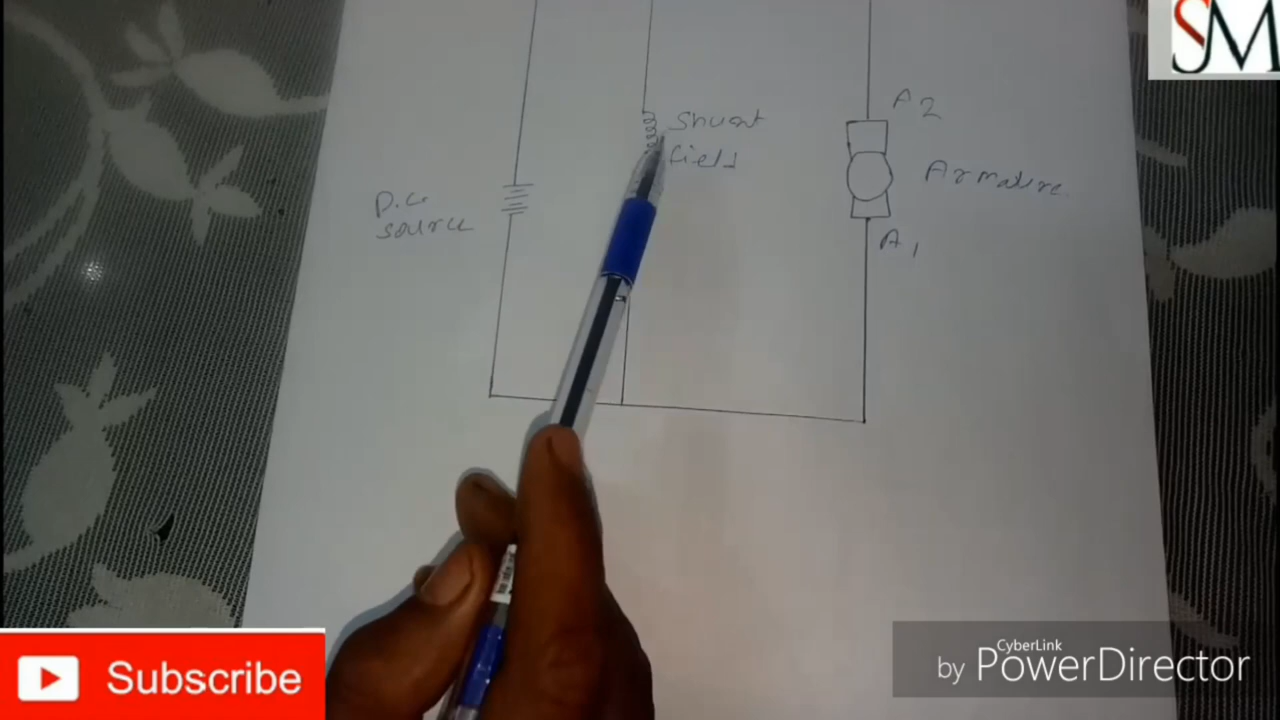 SM
A2
Shunt
field
Armature
D.C.
source
A1
Subscribe
CyberLink
by PowerDirector